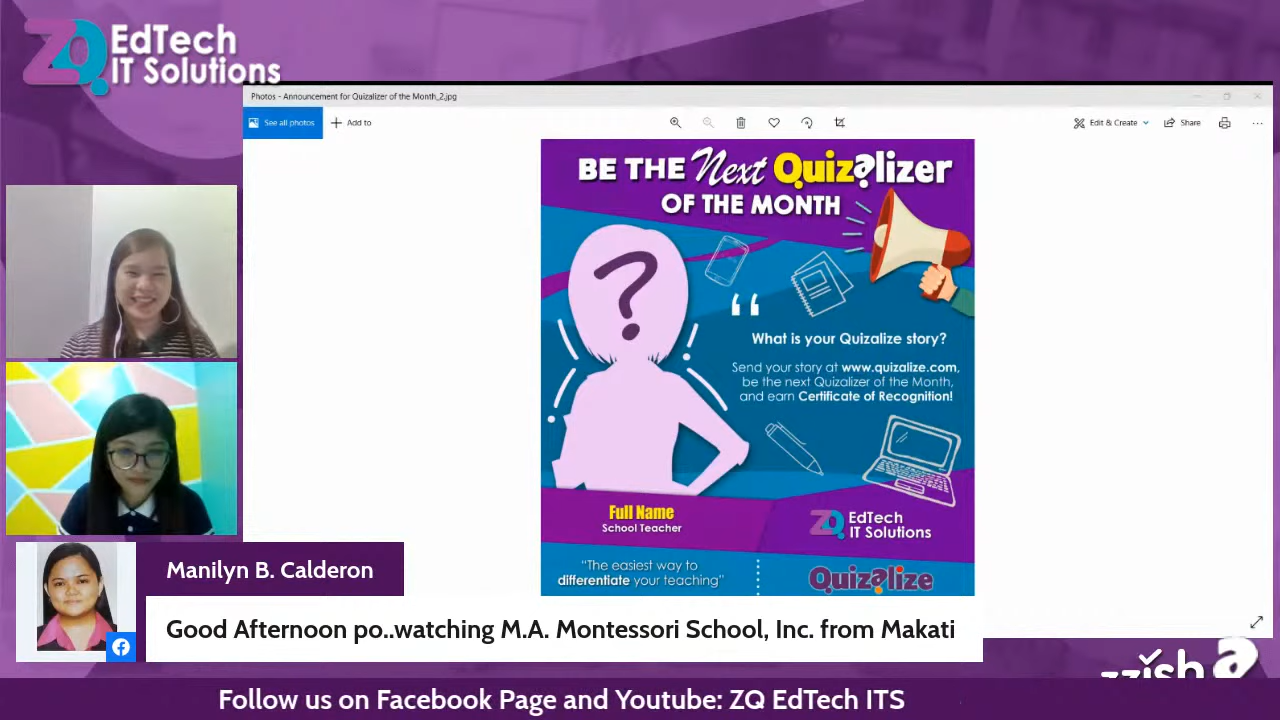 ZQ EdTech
IT Solutions
Photos - Announcement for Quizalizer of the Month_2.jpg
See all photos
Add to
Edit & Create
Share
BE THE Next Quizalizer
OF THE MONTH
?
“
What is your Quizalize story?
Send your story at www.quizalize.com,
be the next Quizalizer of the Month,
and earn Certificate of Recognition!
Full Name
School Teacher
ZQ EdTech
IT Solutions
“The easiest way to
differentiate your teaching”
Quizalize
Manilyn B. Calderon
Good Afternoon po..watching M.A. Montessori School, Inc. from Makati
zzish
Follow us on Facebook Page and Youtube: ZQ EdTech ITS